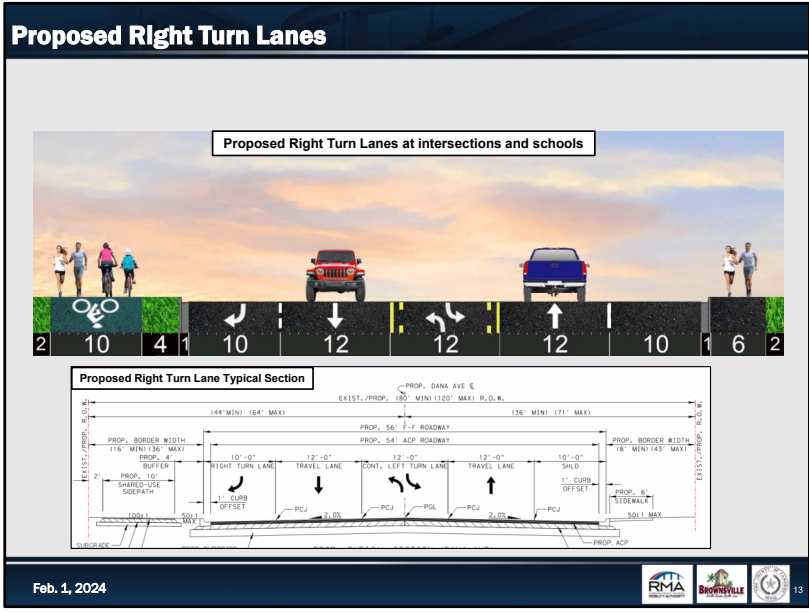 Proposed Right Turn Lanes
Proposed Right Turn Lanes at intersections and schools
2 10 4 1 10 12 12 12 10 1 6 2
Proposed Right Turn Lane Typical Section
PROP. DANA AVE ℄
EXIST./PROP. (80' MIN)(120' MAX) R.O.W.
(44'MIN) (64' MAX)
(36' MIN) (71' MAX)
PROP. 56' F-F ROADWAY
PROP. BORDER WIDTH
(16' MIN)(36' MAX)
PROP. 54' ACP ROADWAY
PROP. BORDER WIDTH
(8' MIN)(43' MAX)
EXIST./PROP. R.O.W.
EXIST/PROP. R.O.W.
PROP. 4'
BUFFER
10'-0"
RIGHT TURN LANE
12'-0"
TRAVEL LANE
12'-0"
CONT. LEFT TURN LANE
12'-0"
TRAVEL LANE
10'-0"
SHLD
2'
PROP. 10'
SHARED-USE
SIDEPATH
1' CURB
OFFSET
1' CURB
OFFSET
PROP. 6'
SIDEWALK
100:1
50:1
MAX
PCJ
2.0%
PCJ
PGL
PCJ
2.0%
PCJ
50:1 MAX
SUBGRADE
PROP. ACP
Feb. 1, 2024
RMA
MOBILITY AUTHORITY
BROWNSVILLE
13